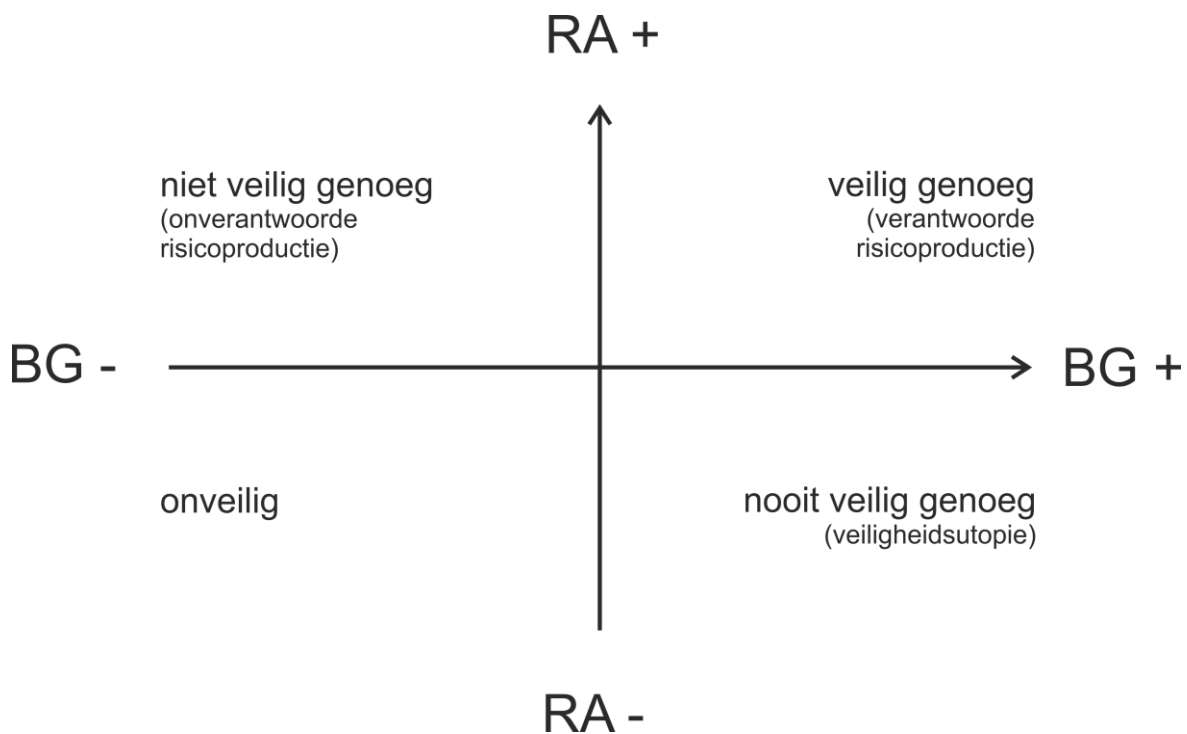 RA +
niet veilig genoeg
(onverantwoorde
risicoproductie)
veilig genoeg
(verantwoorde
risicoproductie)
BG -
BG +
onveilig
nooit veilig genoeg
(veiligheidsutopie)
RA -